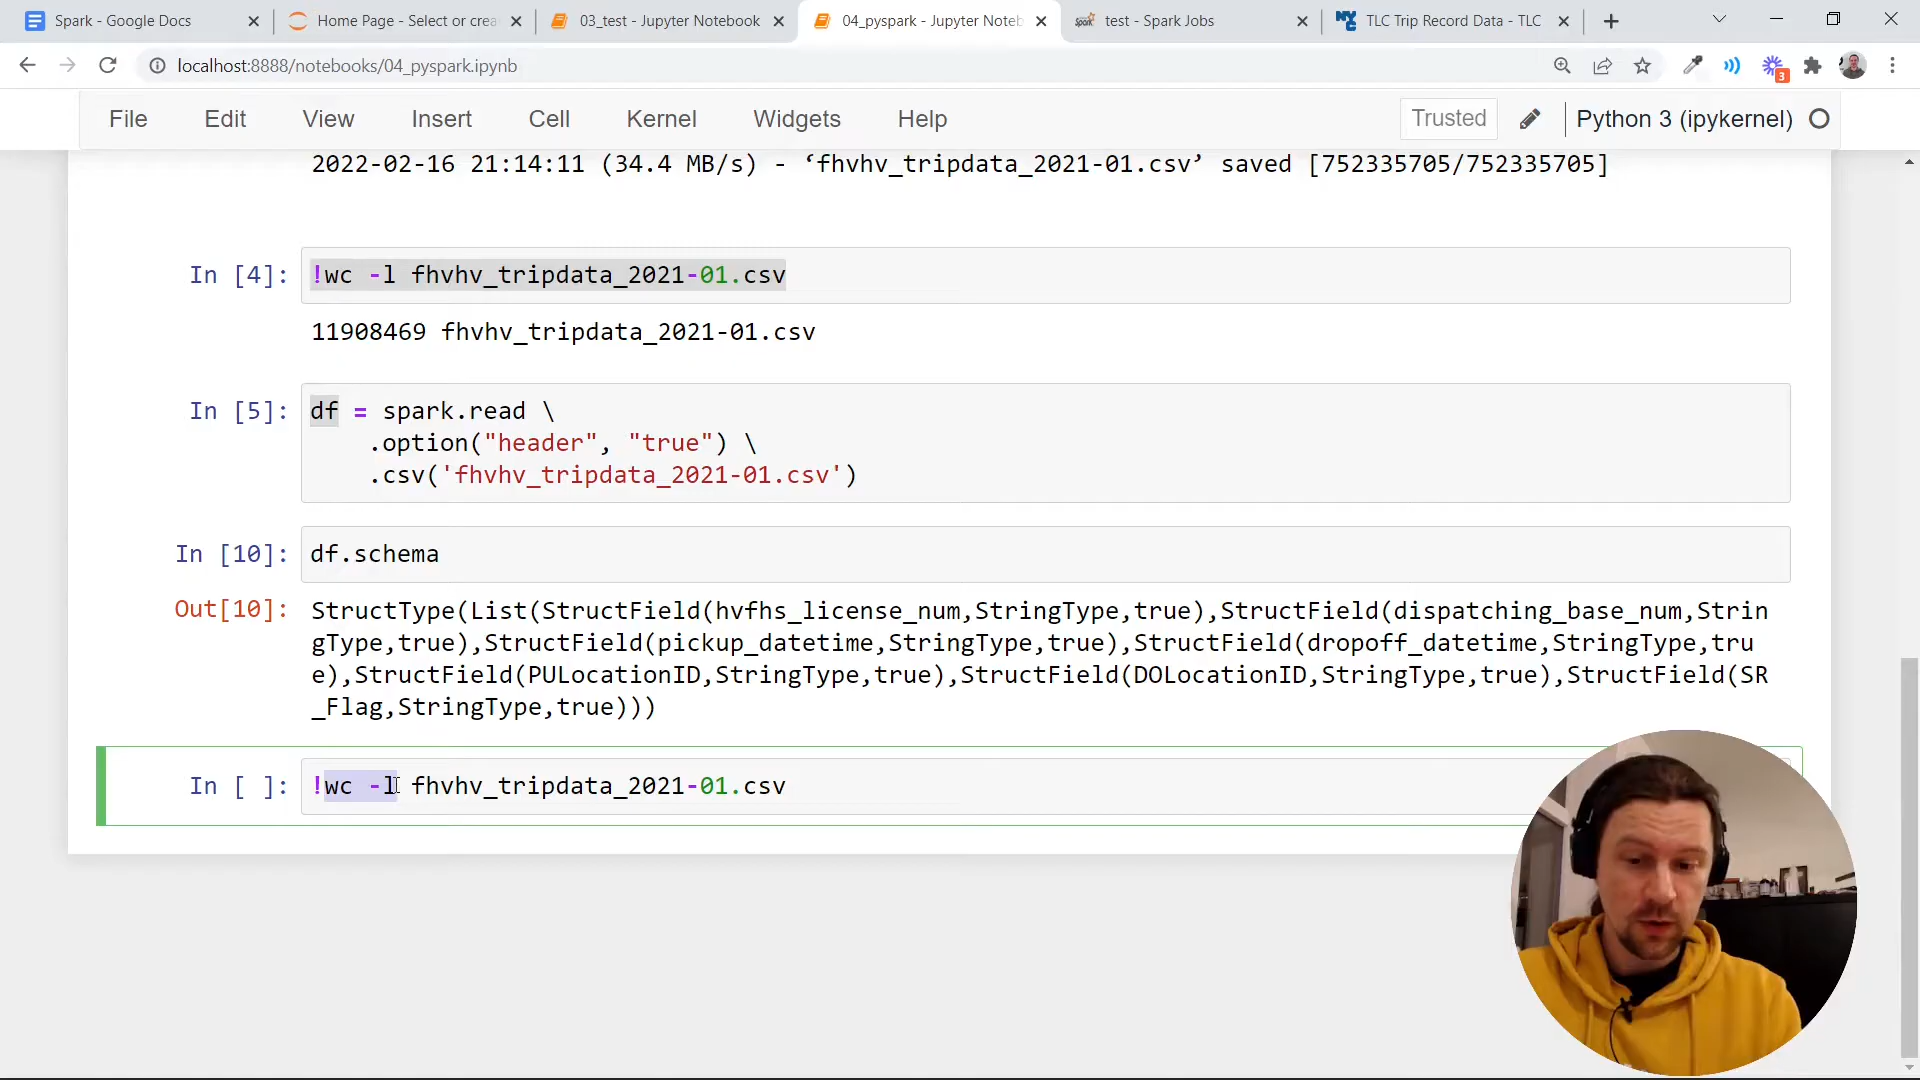 Spark - Google Docs
Home Page - Select or crea
03_test - Jupyter Notebook
04_pyspark - Jupyter Noteb
test - Spark Jobs
TLC Trip Record Data - TLC
localhost:8888/notebooks/04_pyspark.ipynb
3
File Edit View Insert Cell Kernel Widgets Help
Trusted
Python 3 (ipykernel)
2022-02-16 21:14:11 (34.4 MB/s) - ‘fhvhv_tripdata_2021-01.csv’ saved [752335705/752335705]
In [4]: !wc -l fhvhv_tripdata_2021-01.csv
11908469 fhvhv_tripdata_2021-01.csv
In [5]: df = spark.read \
.option("header", "true") \
.csv('fhvhv_tripdata_2021-01.csv')
In [10]: df.schema
Out[10]: StructType(List(StructField(hvfhs_license_num,StringType,true),StructField(dispatching_base_num,Strin
gType,true),StructField(pickup_datetime,StringType,true),StructField(dropoff_datetime,StringType,tru
e),StructField(PULocationID,StringType,true),StructField(DOLocationID,StringType,true),StructField(SR
_Flag,StringType,true)))
In [ ]: !wc -l fhvhv_tripdata_2021-01.csv